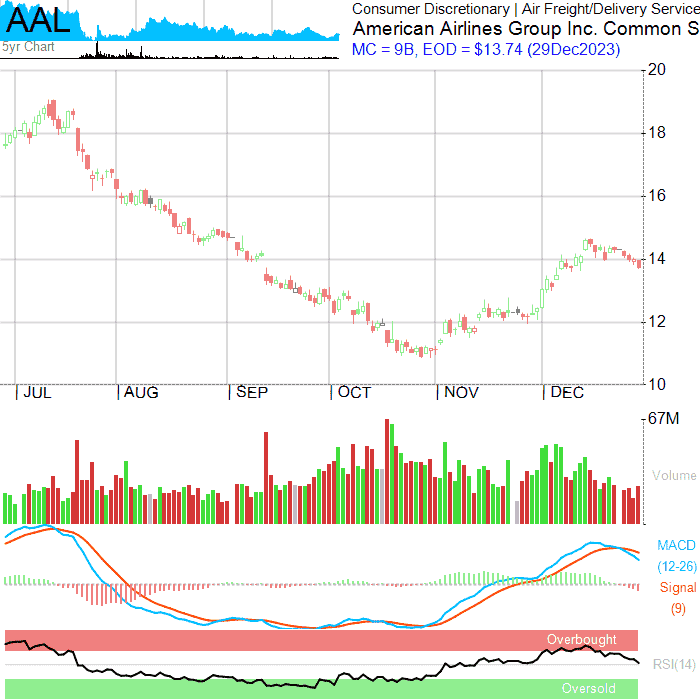 AAL
5yr Chart
Consumer Discretionary | Air Freight/Delivery Service
American Airlines Group Inc. Common S
MC = 9B, EOD = $13.74 (29Dec2023)
20
18
16
14
12
10
JUL AUG SEP OCT NOV DEC
67M
Volume
MACD
(12-26)
Signal
(9)
Overbought
RSI(14)
Oversold